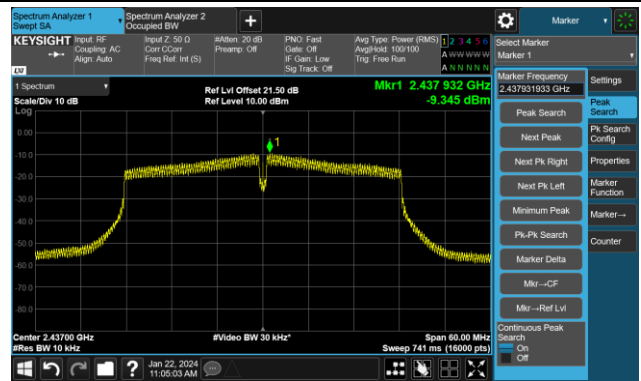 Spectrum Analyzer 1
Swept SA
Spectrum Analyzer 2
Occupied BW
Marker
KEYSIGHT
Input: RF
Coupling: AC
Align: Auto
Input Z: 50 Ω
Corr CCorr
Freq Ref: Int (S)
#Atten: 20 dB
Preamp: Off
PNO: Fast
Gate: Off
IF Gain: Low
Sig Track: Off
Avg Type: Power (RMS)
Avg|Hold: 100/100
Trig: Free Run
1 2 3 4 5 6
A W W W W W
A N N N N N
LXI
1 Spectrum
Scale/Div 10 dB
Log
Ref Lvl Offset 21.50 dB
Ref Level 10.00 dBm
Mkr1 2.437 932 GHz
-9.345 dBm
1
0.00
-10.0
-20.0
-30.0
-40.0
-50.0
-60.0
-70.0
-80.0
Center 2.43700 GHz
#Res BW 10 kHz
#Video BW 30 kHz*
Span 60.00 MHz
Sweep 741 ms (16000 pts)
Select Marker
Marker 1
Marker Frequency
2.437931933 GHz
Peak Search
Next Peak
Next Pk Right
Next Pk Left
Minimum Peak
Pk-Pk Search
Marker Delta
Mkr→CF
Mkr→Ref Lvl
Continuous Peak
Search
On
Off
Settings
Peak
Search
Pk Search
Config
Properties
Marker
Function
Marker→
Counter
?
Jan 22, 2024
11:05:03 AM